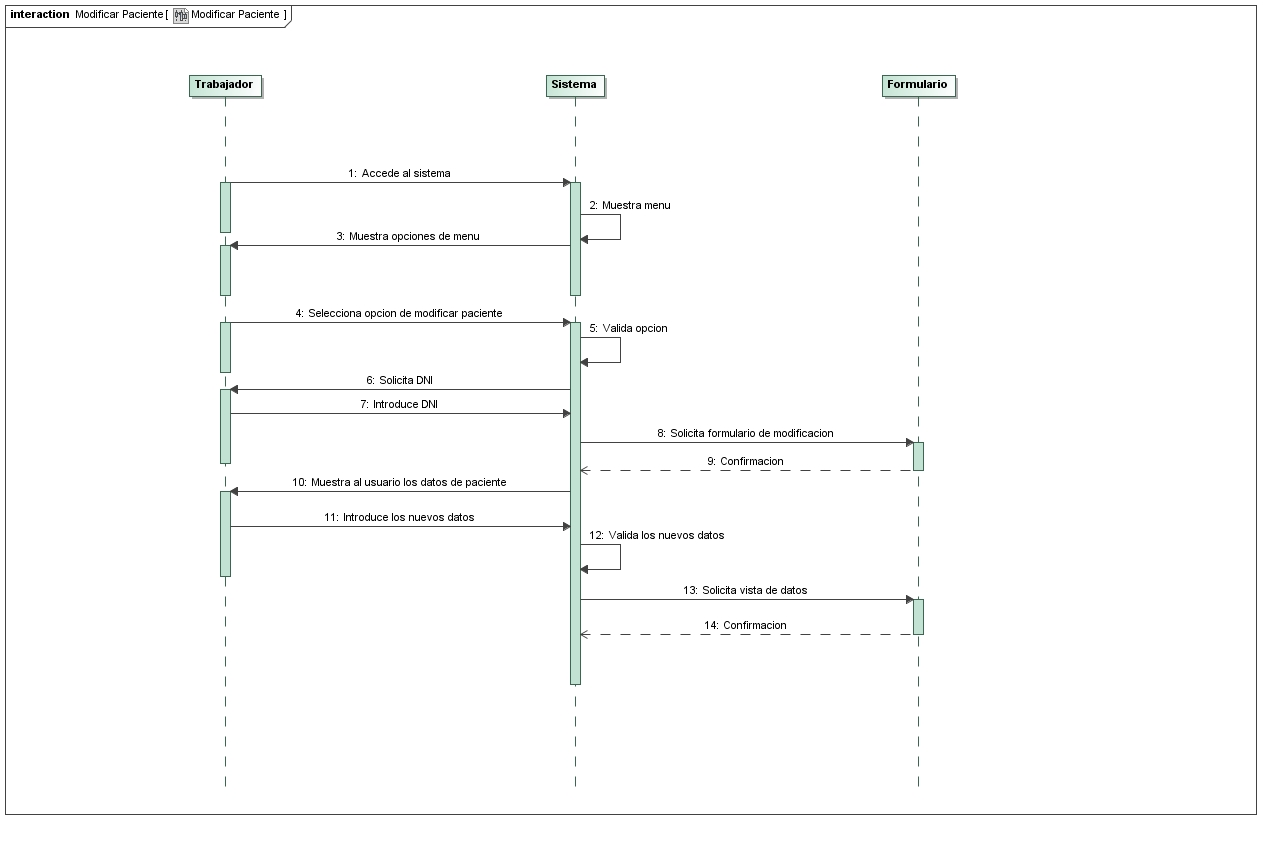 interaction Modificar Paciente [ Modificar Paciente ]
Trabajador
Sistema
Formulario
1: Accede al sistema
2: Muestra menu
3: Muestra opciones de menu
4: Selecciona opcion de modificar paciente
5: Valida opcion
6: Solicita DNI
7: Introduce DNI
8: Solicita formulario de modificacion
9: Confirmacion
10: Muestra al usuario los datos de paciente
11: Introduce los nuevos datos
12: Valida los nuevos datos
13: Solicita vista de datos
14: Confirmacion